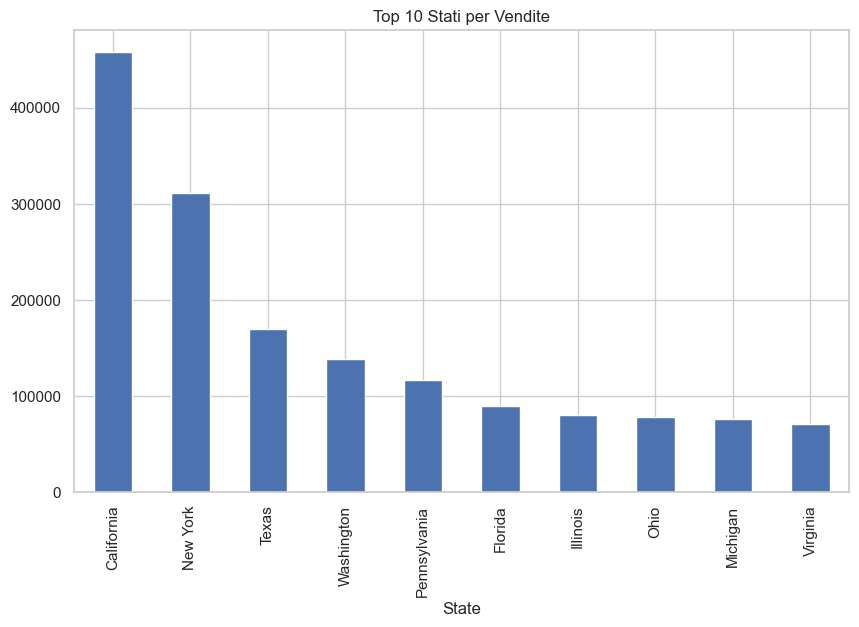 Top 10 Stati per Vendite
400000
300000
200000
100000
0
California
New York
Texas
Washington
Pennsylvania
Florida
Illinois
Ohio
Michigan
Virginia
State